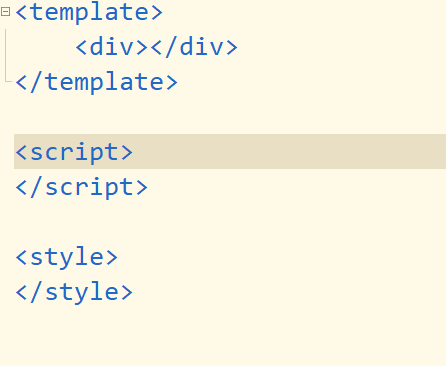 <template>
<div></div>
</template>
<script>
</script>
<style>
</style>